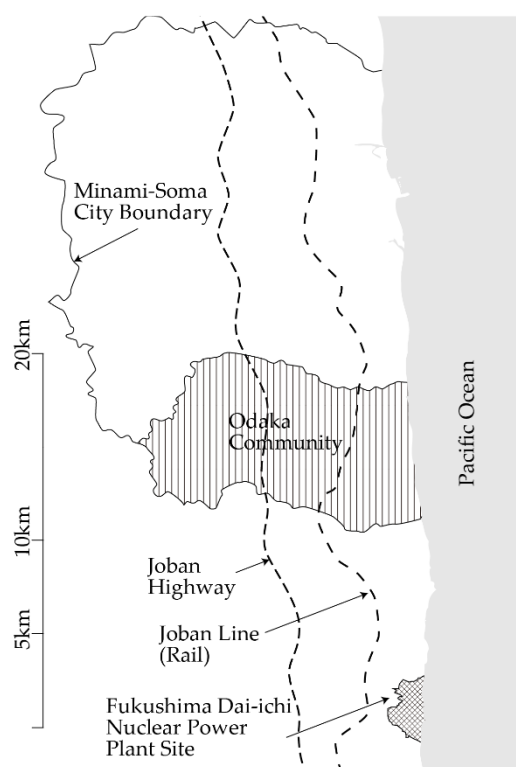 Minami-Soma
City Boundary
20km
Odaka
Community
Pacific Ocean
10km
Joban
Highway
5km
Joban Line
(Rail)
Fukushima Dai-ichi
Nuclear Power
Plant Site